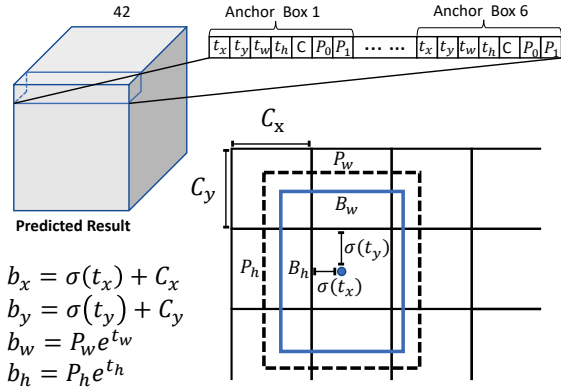 42
Anchor Box 1
Anchor Box 6
t_x t_y t_w t_h C P_0 P_1 ... ... t_x t_y t_w t_h C P_0 P_1
C_x
P_w
C_y
B_w
σ(t_y)
P_h
B_h
σ(t_x)
Predicted Result
b_x = σ(t_x) + C_x
b_y = σ(t_y) + C_y
b_w = P_w e^{t_w}
b_h = P_h e^{t_h}